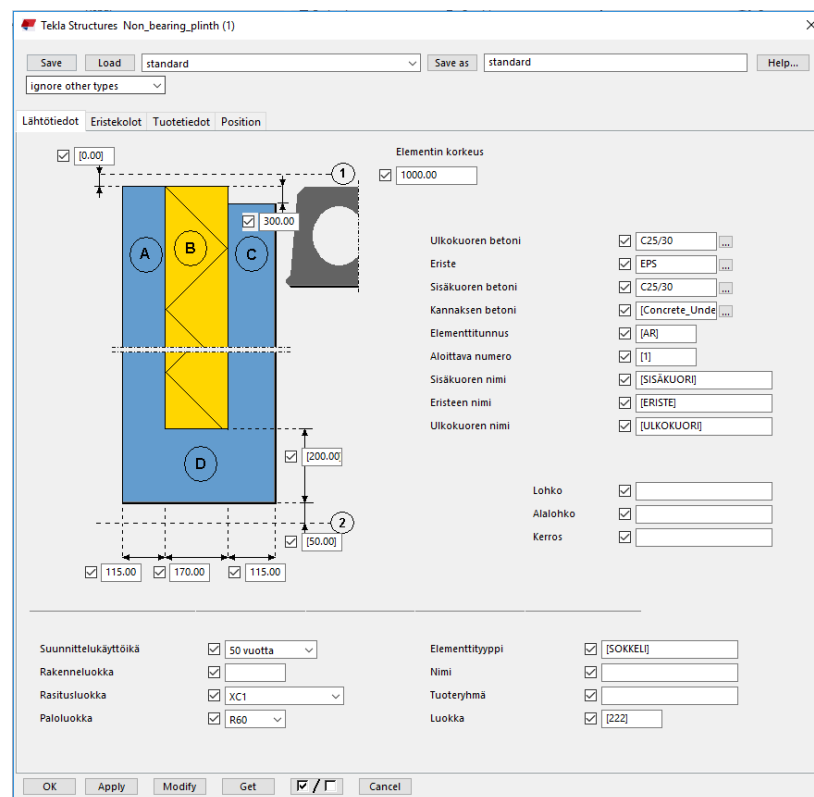 Tekla Structures Non_bearing_plinth (1)
Save Load standard Save as standard Help...
ignore other types
Lähtötiedot Eristekolot Tuotetiedot Position
[0.00]
Elementin korkeus
1000.00
1
300.00
A B C
Ulkokuoren betoni C25/30 ...
Eriste EPS ...
Sisäkuoren betoni C25/30 ...
Kannaksen betoni [Concrete_Unde ...
Elementtitunnus [AR]
Aloittava numero [1]
Sisäkuoren nimi [SISÄKUORI]
Eristeen nimi [ERISTE]
Ulkokuoren nimi [ULKOKUORI]
D
[200.00]
Lohko
Alalohko
Kerros
2
[50.00]
115.00 170.00 115.00
Suunnittelukäyttöikä 50 vuotta
Rakenneluokka
Rasitusluokka XC1
Paloluokka R60
Elementtityyppi [SOKKELI]
Nimi
Tuoteryhmä
Luokka [222]
OK Apply Modify Get / Cancel